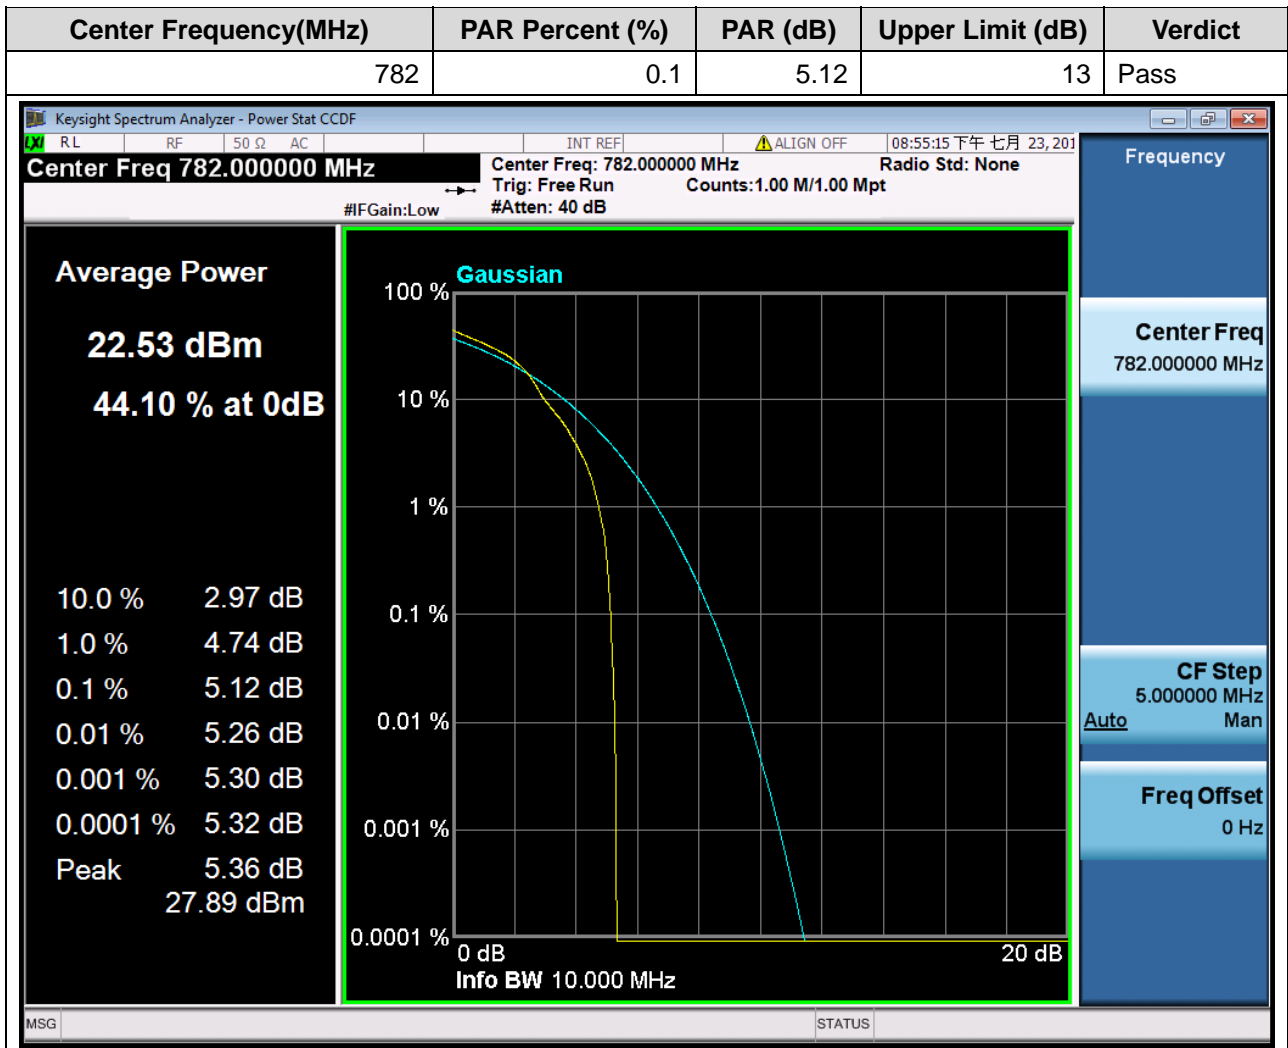 Center Frequency(MHz) PAR Percent (%) PAR (dB) Upper Limit (dB) Verdict
782 0.1 5.12 13 Pass
Keysight Spectrum Analyzer - Power Stat CCDF
LXI RL RF 50 Ω AC INT REF ALIGN OFF 08:55:15 下午 七月 23, 201
Center Freq 782.000000 MHz
Center Freq: 782.000000 MHz Radio Std: None
Trig: Free Run Counts:1.00 M/1.00 Mpt
#IFGain:Low #Atten: 40 dB
Average Power
22.53 dBm
44.10 % at 0dB
10.0 % 2.97 dB
1.0 % 4.74 dB
0.1 % 5.12 dB
0.01 % 5.26 dB
0.001 % 5.30 dB
0.0001 % 5.32 dB
Peak 5.36 dB
27.89 dBm
Gaussian
100 %
10 %
1 %
0.1 %
0.01 %
0.001 %
0.0001 %
0 dB 20 dB
Info BW 10.000 MHz
Frequency
Center Freq
782.000000 MHz
CF Step
5.000000 MHz
Auto Man
Freq Offset
0 Hz
MSG STATUS